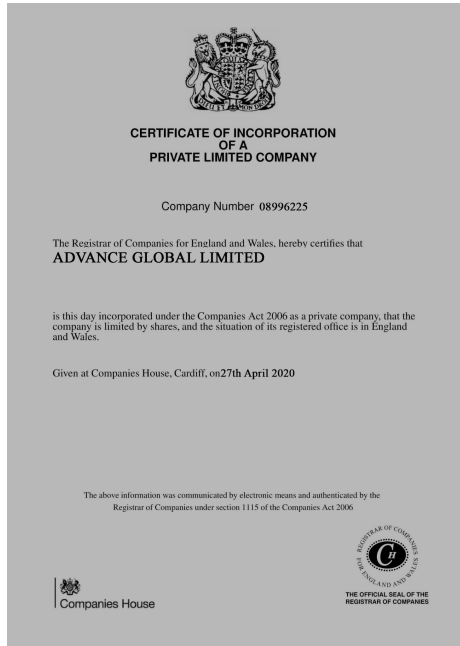 CERTIFICATE OF INCORPORATION
OF A
PRIVATE LIMITED COMPANY
Company Number 08996225
The Registrar of Companies for England and Wales, hereby certifies that
ADVANCE GLOBAL LIMITED
is this day incorporated under the Companies Act 2006 as a private company, that the
company is limited by shares, and the situation of its registered office is in England
and Wales.
Given at Companies House, Cardiff, on27th April 2020
The above information was communicated by electronic means and authenticated by the
Registrar of Companies under section 1115 of the Companies Act 2006
REGISTRAR OF COMPANIES
FOR ENGLAND AND WALES
CH
Companies House
THE OFFICIAL SEAL OF THE
REGISTRAR OF COMPANIES